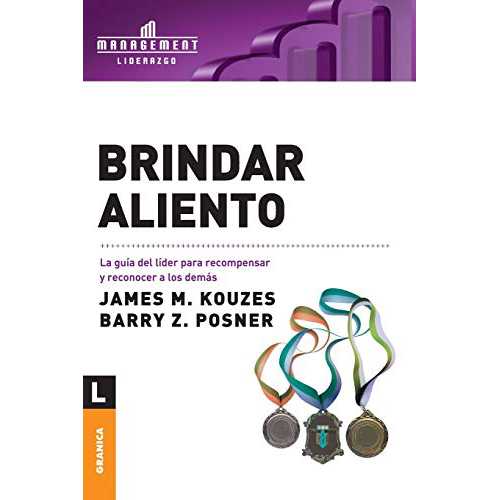 MANAGEMENT
LIDERAZGO
BRINDAR
ALIENTO
La guía del líder para recompensar
y reconocer a los demás
JAMES M. KOUZES
BARRY Z. POSNER
L
GRANICA